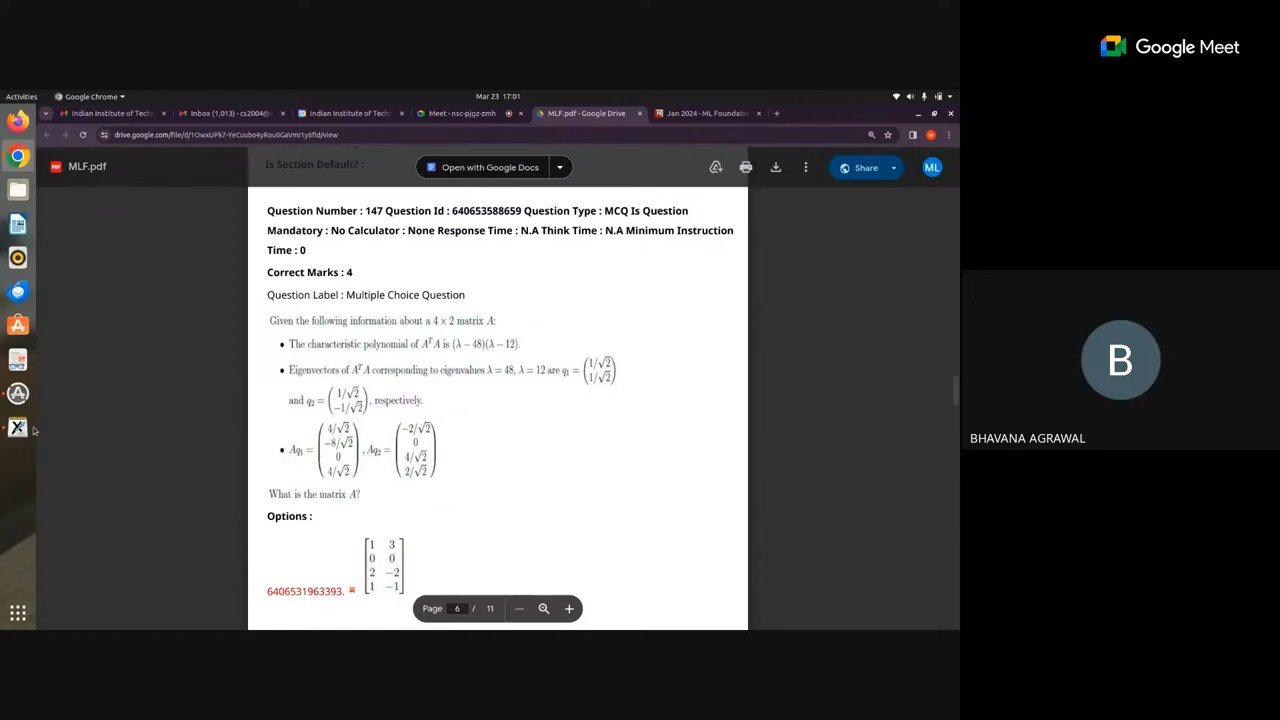 Google Meet
Activities
Google Chrome
Mar 23 17:01
Indian Institute of Techn
Inbox (1,013) - cs2004@
Indian Institute of Techn
Meet - nsc-pjgz-zmh
MLF.pdf - Google Drive
Jan 2024 - ML Foundatio
MLF.pdf
Is Section Default? :
Open with Google Docs
Share
ML
Question Number : 147 Question Id : 640653588659 Question Type : MCQ Is Question
Mandatory : No Calculator : None Response Time : N.A Think Time : N.A Minimum Instruction
Time : 0
Correct Marks : 4
Question Label : Multiple Choice Question
Given the following information about a 4 × 2 matrix A:
• The characteristic polynomial of AᵀA is (λ − 48)(λ − 12).
• Eigenvectors of AᵀA corresponding to eigenvalues λ = 48, λ = 12 are q₁ = (1/√2 1/√2)
and q₂ = (1/√2 −1/√2), respectively.
• Aq₁ = (4/√2 −8/√2 0 4/√2), Aq₂ = (−2/√2 0 4/√2 2/√2)
What is the matrix A?
Options :
1 3
0 0
2 −2
1 −1
6406531963393.
Page 6 / 11
B
BHAVANA AGRAWAL